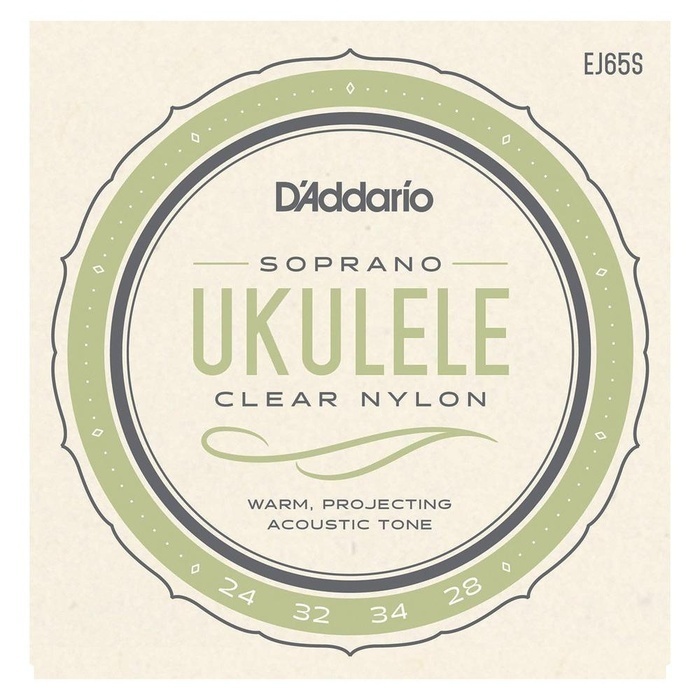 EJ65S
D'Addario
SOPRANO
UKULELE
CLEAR NYLON
WARM, PROJECTING
ACOUSTIC TONE
24 32 34 28